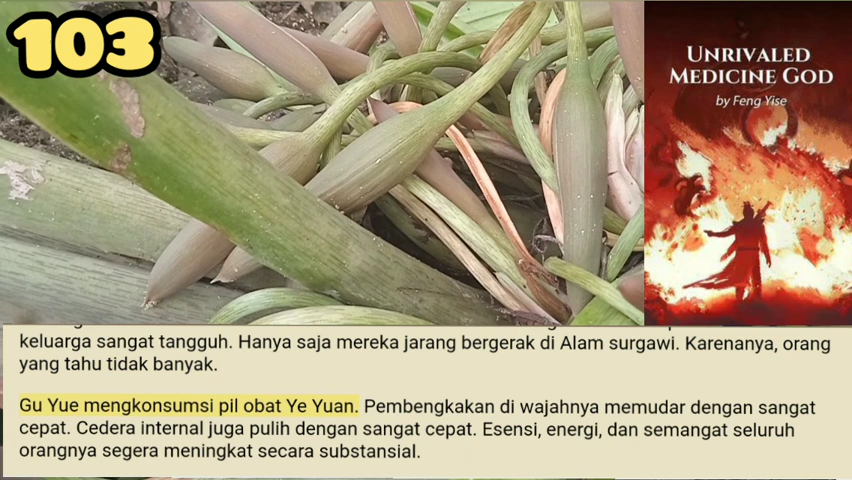 103
UNRIVALED
MEDICINE GOD
by Feng Yise
keluarga sangat tangguh. Hanya saja mereka jarang bergerak di Alam surgawi. Karenanya, orang
yang tahu tidak banyak.
Gu Yue mengkonsumsi pil obat Ye Yuan. Pembengkakan di wajahnya memudar dengan sangat
cepat. Cedera internal juga pulih dengan sangat cepat. Esensi, energi, dan semangat seluruh
orangnya segera meningkat secara substansial.